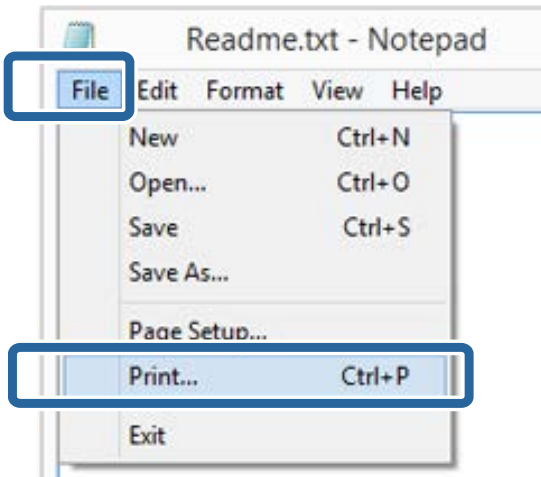 Readme.txt - Notepad
File Edit Format View Help
New Ctrl+N
Open... Ctrl+O
Save Ctrl+S
Save As...
Page Setup...
Print... Ctrl+P
Exit